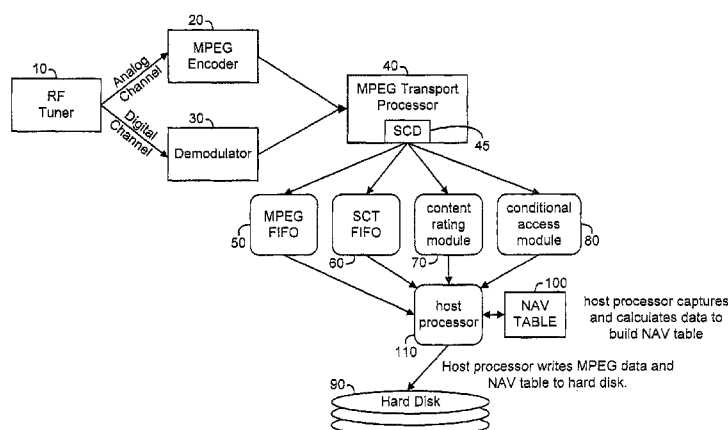 20
MPEG
Encoder
10
RF
Tuner
Analog
Channel
Digital
Channel
30
Demodulator
40
MPEG Transport
Processor
SCD
45
MPEG
FIFO
50
SCT
FIFO
60
content
rating
module
70
conditional
access
module
80
host
processor
110
100
NAV
TABLE
host processor captures
and calculates data to
build NAV table
Host processor writes MPEG data and
NAV table to hard disk.
90
Hard Disk